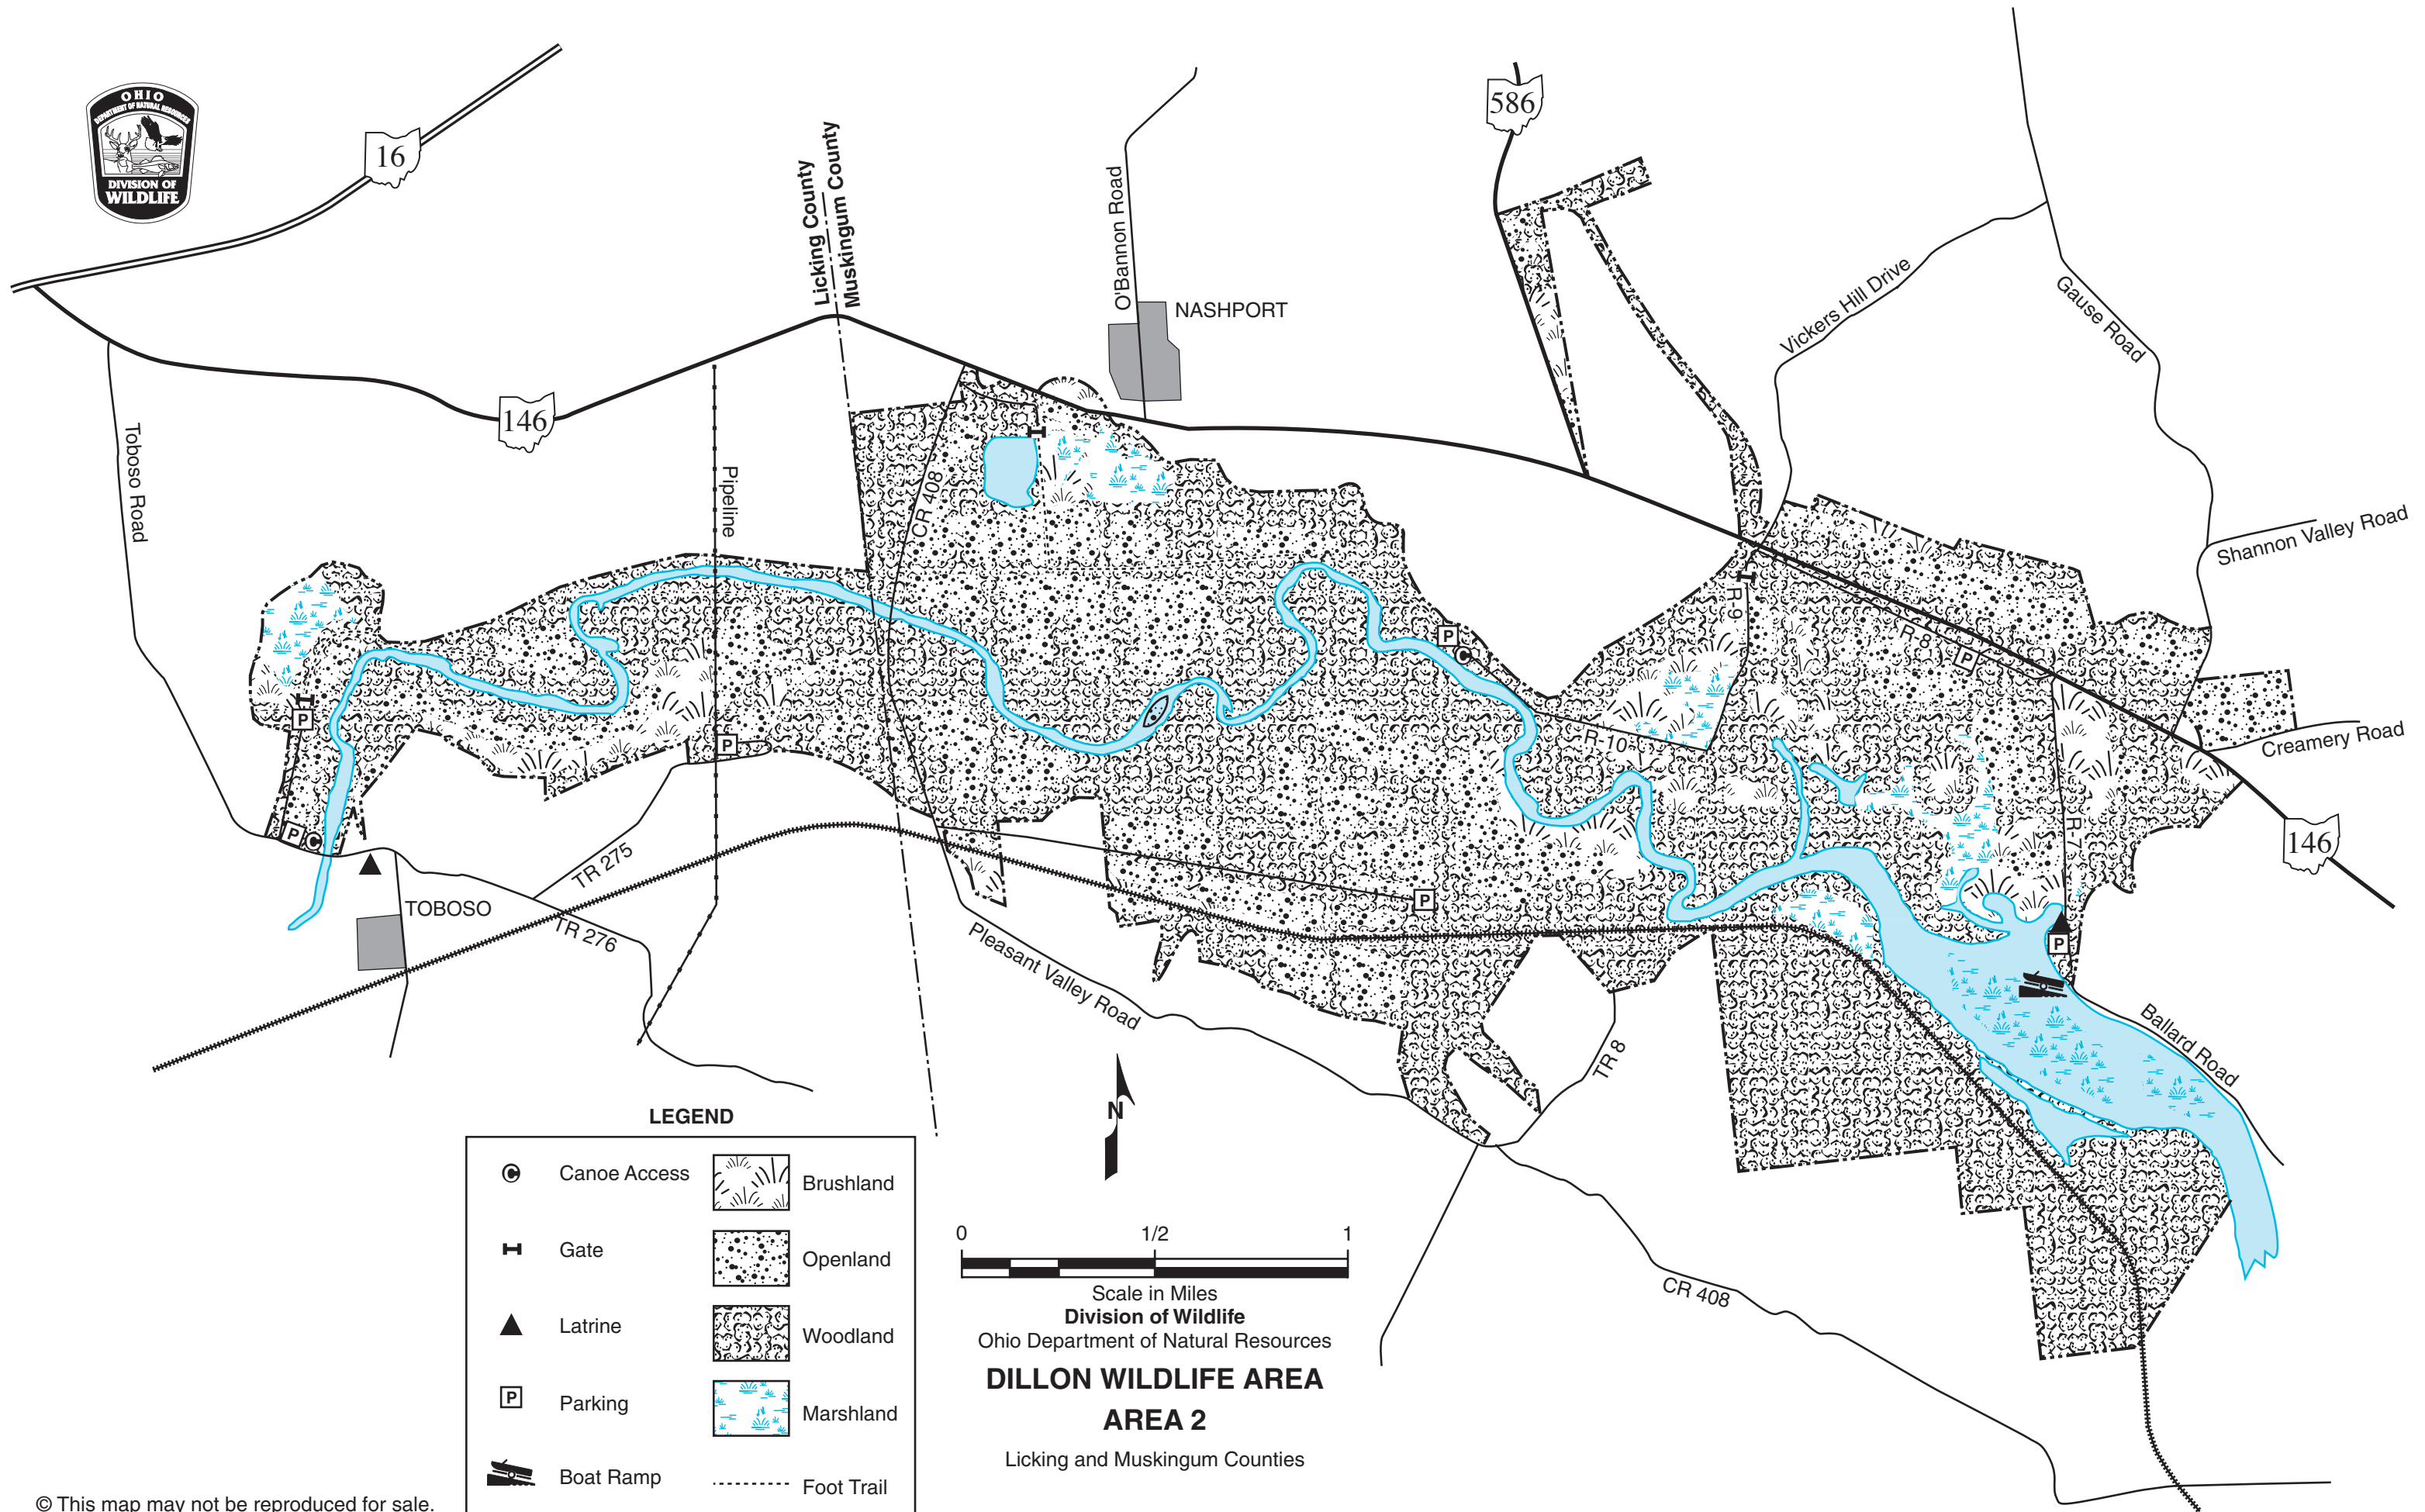 OHIO
DEPARTMENT OF NATURAL RESOURCES
DIVISION OF
WILDLIFE
16
586
146
Licking County
Muskingum County
O'Bannon Road
NASHPORT
Vickers Hill Drive
Gause Road
Toboso Road
Pipeline
CR 408
Shannon Valley Road
R-9
R-8
P
P
C
P
P
R-10
Creamery Road
P
C
R-7
146
TR 275
TOBOSO
TR 276
P
P
Pleasant Valley Road
Ballard Road
TR 8
N
CR 408
LEGEND
C Canoe Access
Brushland
Gate
Openland
Latrine
Woodland
P Parking
Marshland
Boat Ramp
Foot Trail
0 1/2 1
Scale in Miles
Division of Wildlife
Ohio Department of Natural Resources
DILLON WILDLIFE AREA
AREA 2
Licking and Muskingum Counties
© This map may not be reproduced for sale.